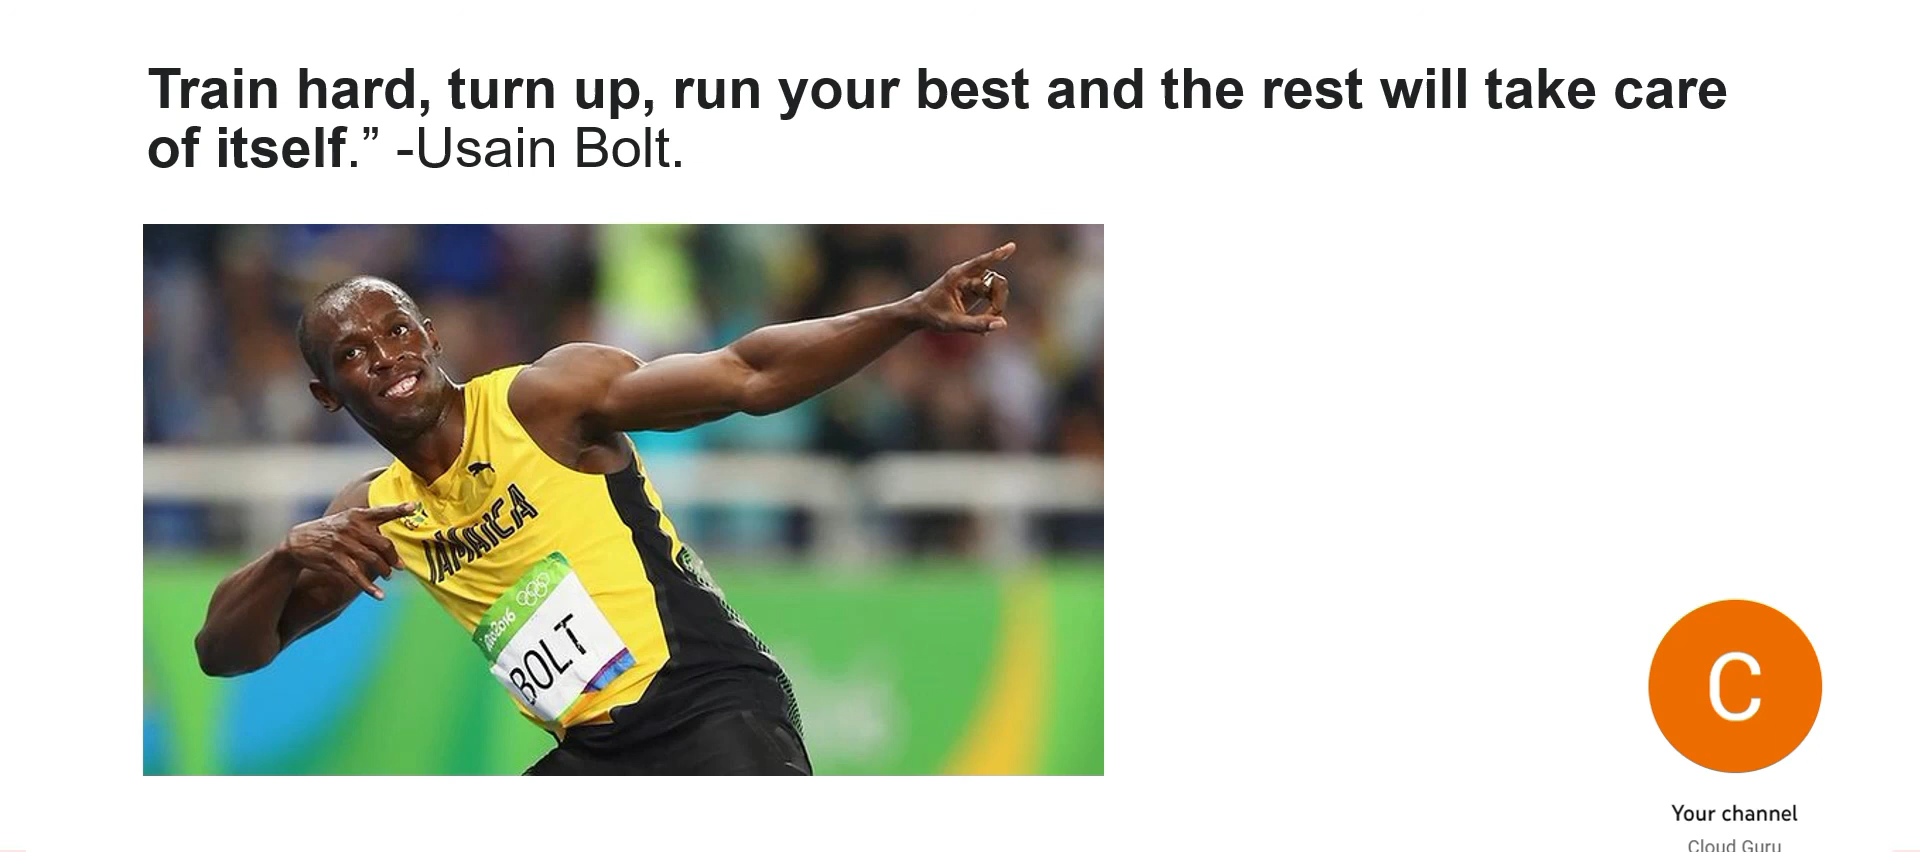 Train hard, turn up, run your best and the rest will take care
of itself.” -Usain Bolt.
JAMAICA
Rio2016
BOLT
C
Your channel
Cloud Guru